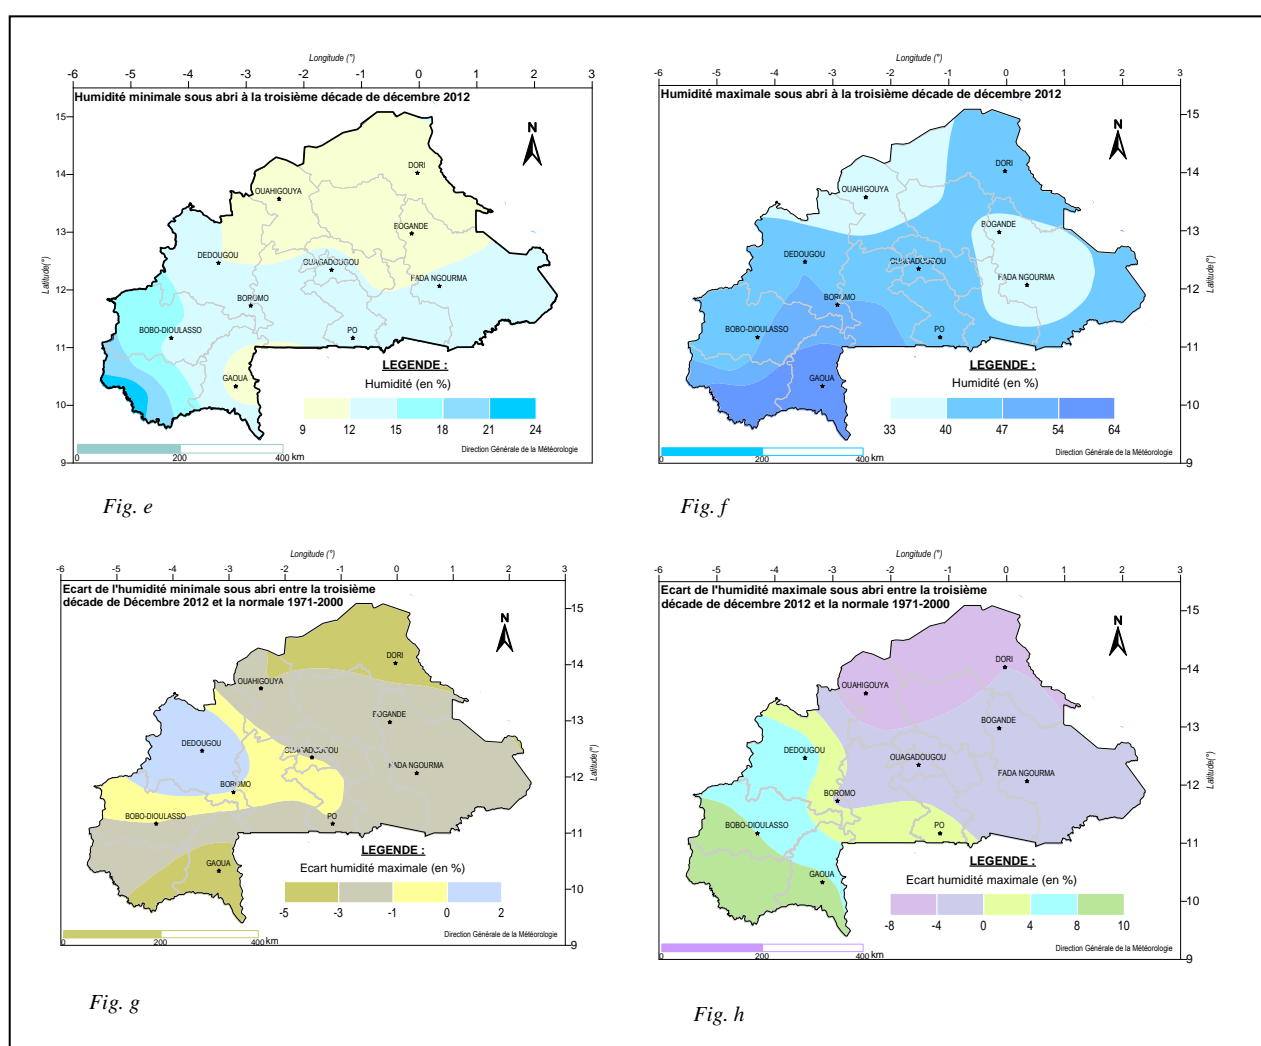 Longitude (°)
-6 -5 -4 -3 -2 -1 0 1 2 3
Humidité minimale sous abri à la troisième décade de décembre 2012
N
15
14
13
12
11
10
9
Latitude(°)
DORI
OUAHIGOUYA
BOGANDE
DEDOUGOU
OUAGADOUGOU
FADA NGOURMA
BOROMO
BOBO-DIOULASSO
PO
GAOUA
LEGENDE :
Humidité (en %)
9 12 15 18 21 24
0 200 400 km
Direction Générale de la Météorologie
Fig. e
Longitude (°)
-6 -5 -4 -3 -2 -1 0 1 2 3
Humidité maximale sous abri à la troisième décade de décembre 2012
N
15
14
13
12
11
10
9
Latitude(°)
DORI
OUAHIGOUYA
BOGANDE
DEDOUGOU
OUAGADOUGOU
FADA NGOURMA
BOROMO
BOBO-DIOULASSO
PO
GAOUA
LEGENDE :
Humidité (en %)
33 40 47 54 64
0 200 400 km
Direction Générale de la Météorologie
Fig. f
Longitude (°)
-6 -5 -4 -3 -2 -1 0 1 2 3
Ecart de l'humidité minimale sous abri entre la troisième
décade de Décembre 2012 et la normale 1971-2000
N
15
14
13
12
11
10
9
Latitude(°)
DORI
OUAHIGOUYA
BOGANDE
DEDOUGOU
OUAGADOUGOU
FADA NGOURMA
BOROMO
BOBO-DIOULASSO
PO
GAOUA
LEGENDE :
Ecart humidité maximale (en %)
-5 -3 -1 0 2
0 200 400 km
Direction Générale de la Météorologie
Fig. g
Longitude (°)
-6 -5 -4 -3 -2 -1 0 1 2 3
Ecart de l'humidité maximale sous abri entre la troisième
décade de décembre 2012 et la normale 1971-2000
N
15
14
13
12
11
10
9
Latitude(°)
DORI
OUAHIGOUYA
BOGANDE
DEDOUGOU
OUAGADOUGOU
FADA NGOURMA
BOROMO
BOBO-DIOULASSO
PO
GAOUA
LEGENDE :
Ecart humidité maximale (en %)
-8 -4 0 4 8 10
0 200 400 km
Direction Générale de la Météorologie
Fig. h